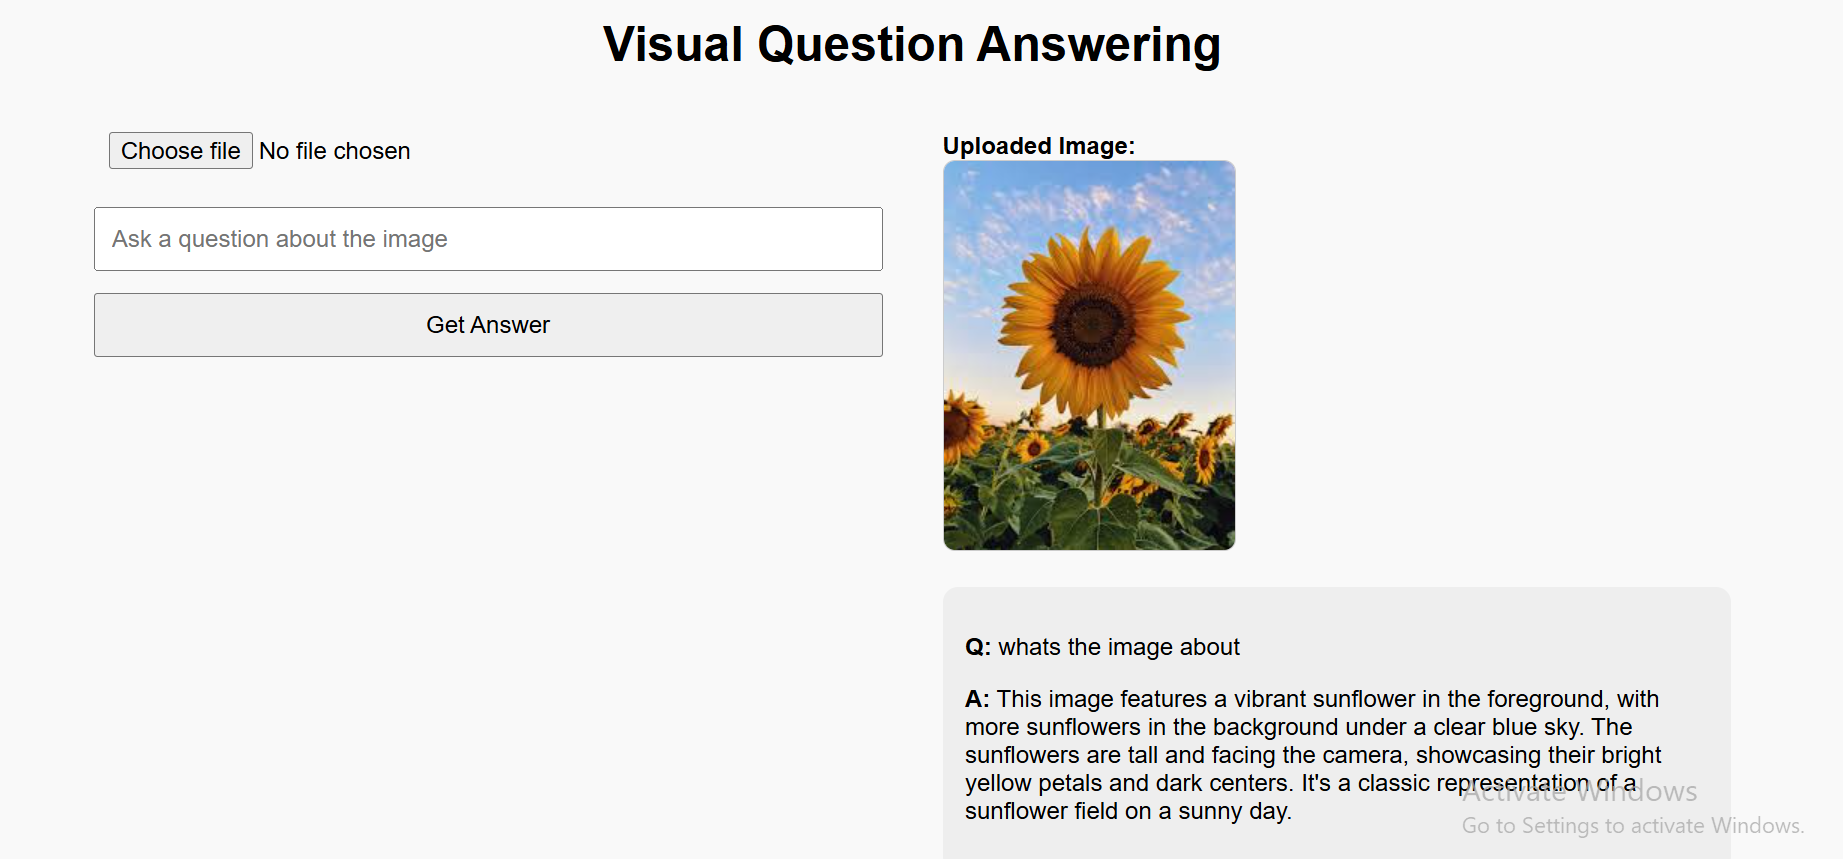 Visual Question Answering
Choose file No file chosen
Ask a question about the image
Get Answer
Uploaded Image:
Q: whats the image about
A: This image features a vibrant sunflower in the foreground, with
more sunflowers in the background under a clear blue sky. The
sunflowers are tall and facing the camera, showcasing their bright
yellow petals and dark centers. It's a classic representation of a
sunflower field on a sunny day.
Activate Windows
Go to Settings to activate Windows.